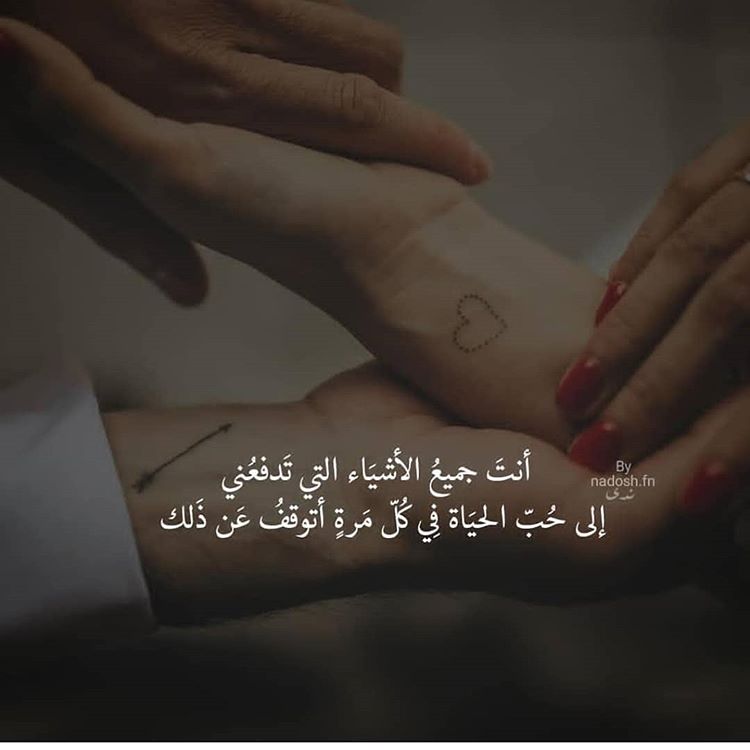 أنتَ جميعُ الأشيَاء التي تَدفعُني
إلى حُبّ الحيَاة فِي كُلّ مَرةٍ أتوقفُ عَن ذَلك
By
nadosh.fn
ندى